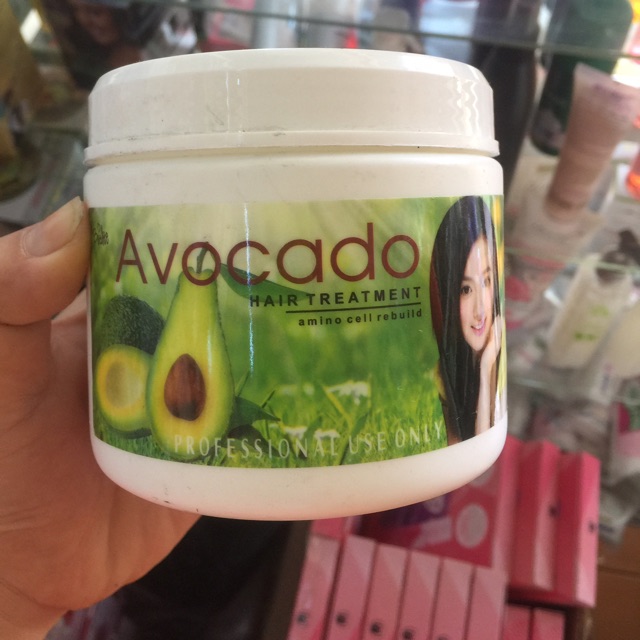 Avocado
HAIR TREATMENT
amino cell rebuild
PROFESSIONAL USE ONLY